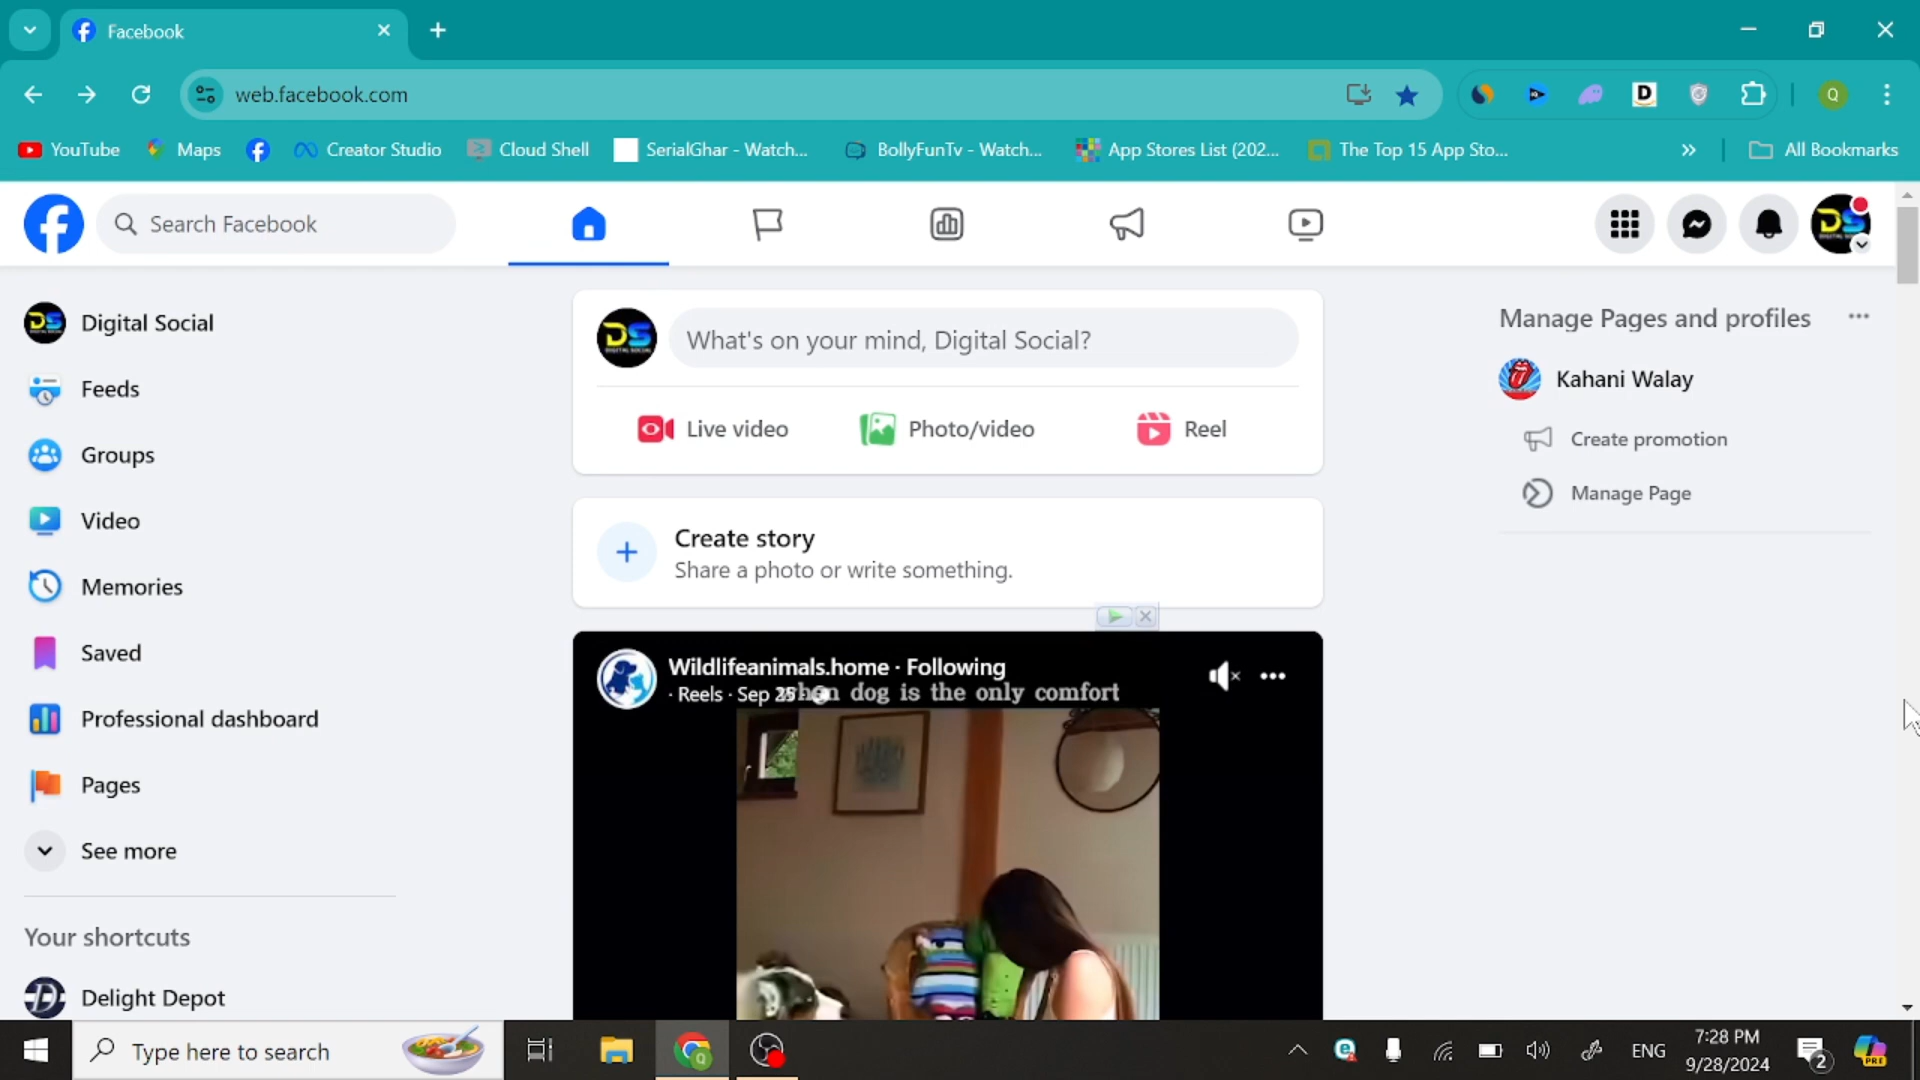 Facebook
web.facebook.com
YouTube
Maps
Creator Studio
Cloud Shell
SerialGhar - Watch...
BollyFunTv - Watch...
App Stores List (202...
The Top 15 App Sto...
All Bookmarks
Search Facebook
Digital Social
Feeds
Groups
Video
Memories
Saved
Professional dashboard
Pages
See more
Your shortcuts
Delight Depot
What's on your mind, Digital Social?
Live video
Photo/video
Reel
Create story
Share a photo or write something.
Wildlifeanimals.home · Following
· Reels · Sep 25 ·
when dog is the only comfort
Manage Pages and profiles
Kahani Walay
Create promotion
Manage Page
Type here to search
ENG
7:28 PM
9/28/2024
2
PRE
Q
D
DS